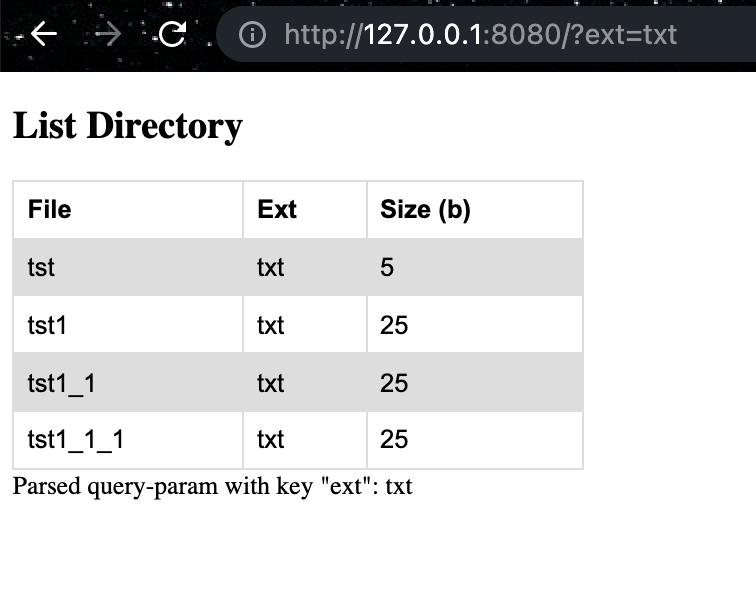 http://127.0.0.1:8080/?ext=txt
List Directory
File Ext Size (b)
tst txt 5
tst1 txt 25
tst1_1 txt 25
tst1_1_1 txt 25
Parsed query-param with key "ext": txt